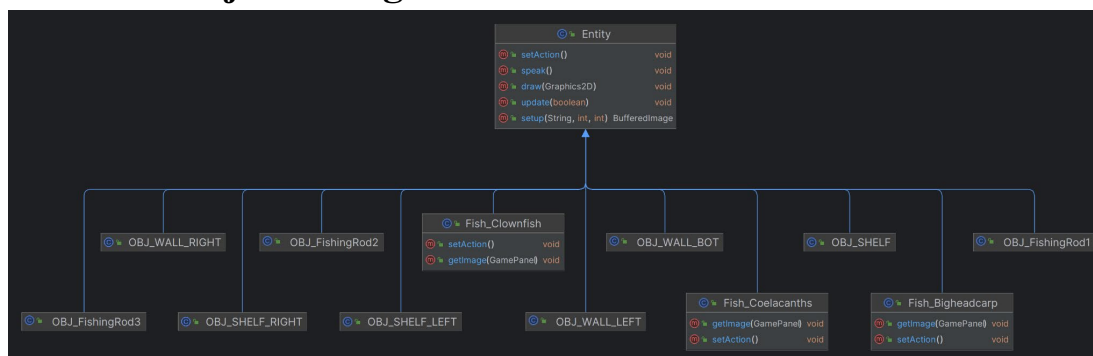 Entity
setAction() void
speak() void
draw(Graphics2D) void
update(boolean) void
setup(String, int, int) BufferedImage
OBJ_WALL_RIGHT
OBJ_FishingRod2
Fish_Clownfish
setAction() void
getImage(GamePanel) void
OBJ_WALL_BOT
OBJ_SHELF
OBJ_FishingRod1
OBJ_FishingRod3
OBJ_SHELF_RIGHT
OBJ_SHELF_LEFT
OBJ_WALL_LEFT
Fish_Coelacanths
getImage(GamePanel) void
setAction() void
Fish_Bigheadcarp
getImage(GamePanel) void
setAction() void